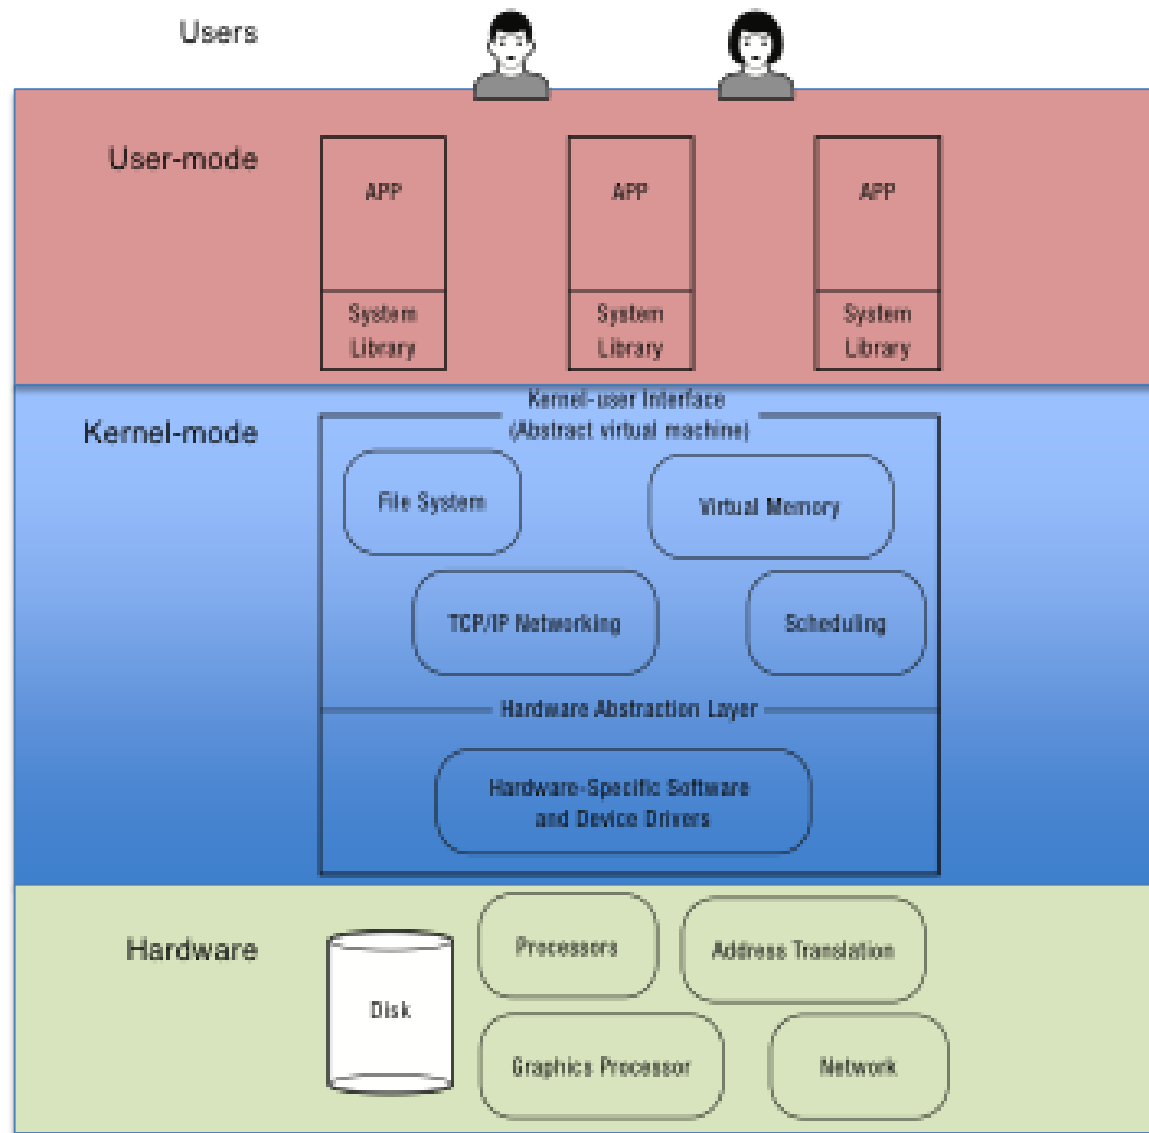 Users
User-mode
APP
APP
APP
System
Library
System
Library
System
Library
Kernel-mode
Kernel-user Interface
(Abstract virtual machine)
File System
Virtual Memory
TCP/IP Networking
Scheduling
Hardware Abstraction Layer
Hardware-Specific Software
and Device Drivers
Hardware
Processors
Address Translation
Disk
Graphics Processor
Network